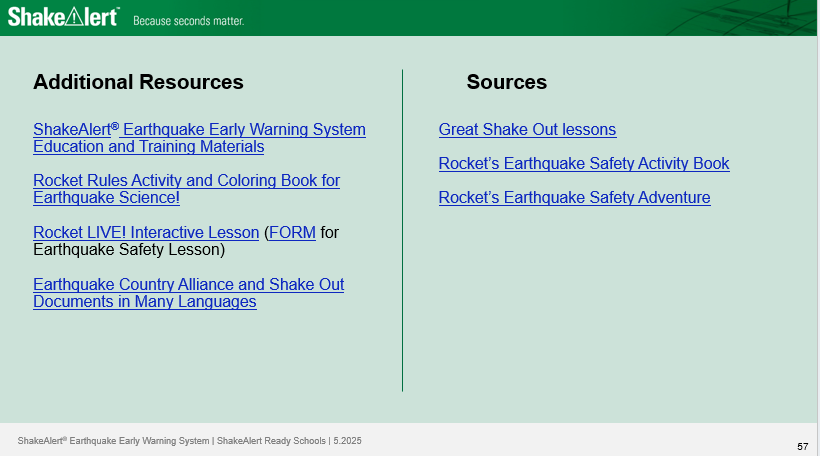 ShakeAlert™ Because seconds matter.
Additional Resources
ShakeAlert® Earthquake Early Warning System
Education and Training Materials
Rocket Rules Activity and Coloring Book for
Earthquake Science!
Rocket LIVE! Interactive Lesson (FORM for
Earthquake Safety Lesson)
Earthquake Country Alliance and Shake Out
Documents in Many Languages
Sources
Great Shake Out lessons
Rocket’s Earthquake Safety Activity Book
Rocket’s Earthquake Safety Adventure
ShakeAlert® Earthquake Early Warning System | ShakeAlert Ready Schools | 5.2025
57